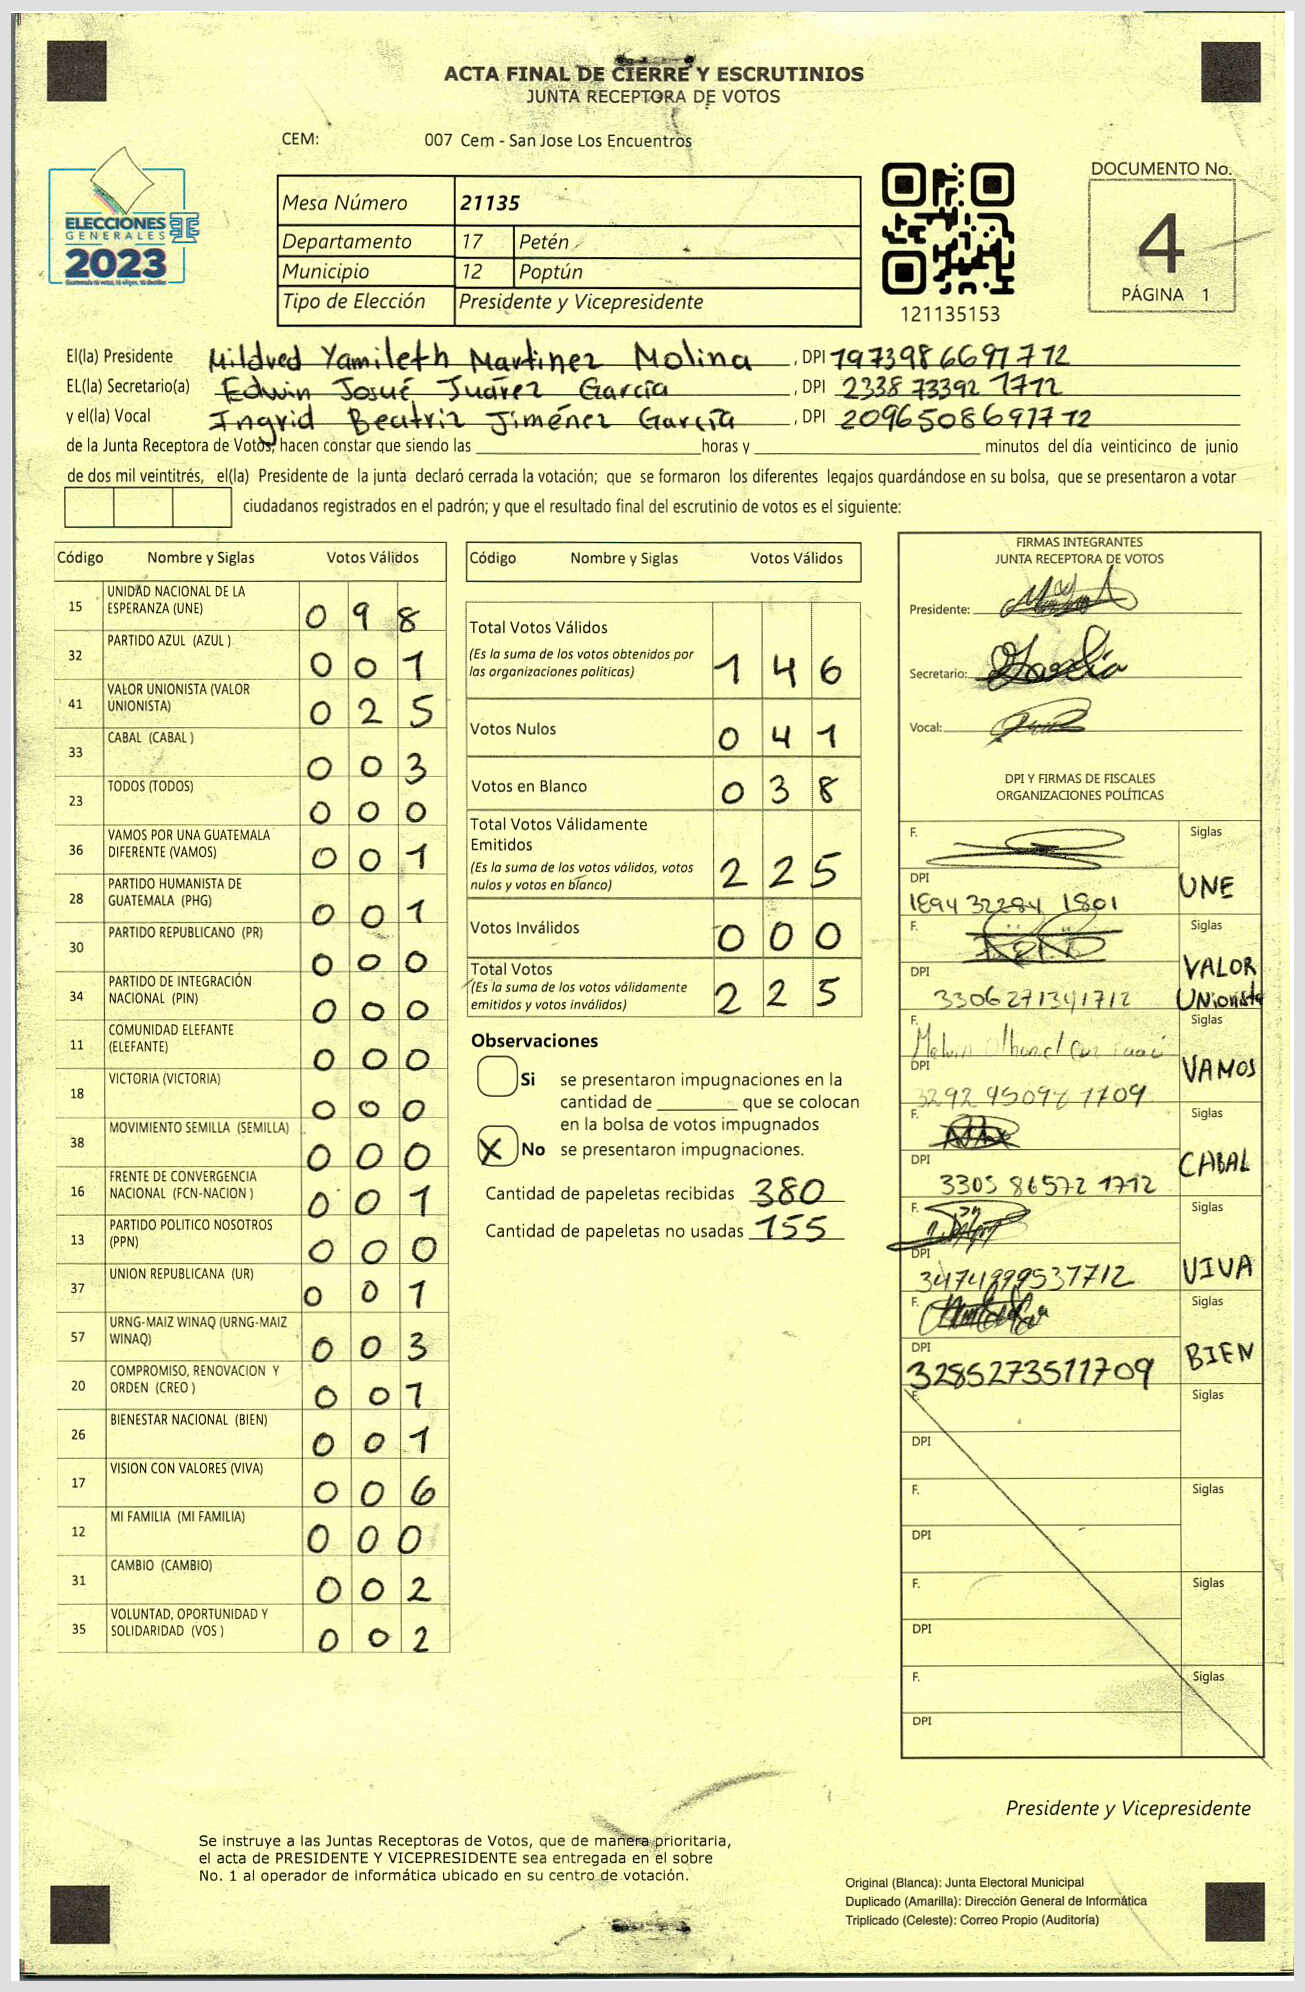 ACTA FINAL DE CIERRE Y ESCRUTINIOS
JUNTA RECEPTORA DE VOTOS
CEM: 007 Cem - San Jose Los Encuentros
ELECCIONES
GENERALES
2023
Mesa Número 21135
Departamento 17 Petén
Municipio 12 Poptún
Tipo de Elección Presidente y Vicepresidente
121135153
DOCUMENTO No.
4
PÁGINA 1
El(la) Presidente Mildred Yamileth Martinez Molina , DPI 1973986691712
EL(la) Secretario(a) Edwin Josué Juárez García , DPI 2338 73392 1712
y el(la) Vocal Ingrid Beatriz Jiménez García , DPI 2096508691712
de la Junta Receptora de Votos, hacen constar que siendo las horas y minutos del día veinticinco de junio
de dos mil veintitrés, el(la) Presidente de la junta declaró cerrada la votación; que se formaron los diferentes legajos guardándose en su bolsa, que se presentaron a votar
ciudadanos registrados en el padrón; y que el resultado final del escrutinio de votos es el siguiente:
Código Nombre y Siglas Votos Válidos
15 UNIDAD NACIONAL DE LA
ESPERANZA (UNE) 0 9 8
32 PARTIDO AZUL (AZUL ) 0 0 1
41 VALOR UNIONISTA (VALOR
UNIONISTA) 0 2 5
33 CABAL (CABAL ) 0 0 3
23 TODOS (TODOS) 0 0 0
36 VAMOS POR UNA GUATEMALA
DIFERENTE (VAMOS) 0 0 1
28 PARTIDO HUMANISTA DE
GUATEMALA (PHG) 0 0 1
30 PARTIDO REPUBLICANO (PR) 0 0 0
34 PARTIDO DE INTEGRACIÓN
NACIONAL (PIN) 0 0 0
11 COMUNIDAD ELEFANTE
(ELEFANTE) 0 0 0
18 VICTORIA (VICTORIA) 0 0 0
38 MOVIMIENTO SEMILLA (SEMILLA) 0 0 0
16 FRENTE DE CONVERGENCIA
NACIONAL (FCN-NACION ) 0 0 1
13 PARTIDO POLITICO NOSOTROS
(PPN) 0 0 0
37 UNION REPUBLICANA (UR) 0 0 1
57 URNG-MAIZ WINAQ (URNG-MAIZ
WINAQ) 0 0 3
20 COMPROMISO, RENOVACION Y
ORDEN (CREO ) 0 0 1
26 BIENESTAR NACIONAL (BIEN) 0 0 1
17 VISION CON VALORES (VIVA) 0 0 6
12 MI FAMILIA (MI FAMILIA) 0 0 0
31 CAMBIO (CAMBIO) 0 0 2
35 VOLUNTAD, OPORTUNIDAD Y
SOLIDARIDAD (VOS ) 0 0 2
Código Nombre y Siglas Votos Válidos
Total Votos Válidos
(Es la suma de los votos obtenidos por
las organizaciones politicas) 1 4 6
Votos Nulos 0 4 1
Votos en Blanco 0 3 8
Total Votos Válidamente
Emitidos
(Es la suma de los votos válidos, votos
nulos y votos en blanco) 2 2 5
Votos Inválidos 0 0 0
Total Votos
(Es la suma de los votos válidamente
emitidos y votos inválidos) 2 2 5
Observaciones
Si se presentaron impugnaciones en la
cantidad de que se colocan
en la bolsa de votos impugnados
X No se presentaron impugnaciones.
Cantidad de papeletas recibidas 380
Cantidad de papeletas no usadas 155
FIRMAS INTEGRANTES
JUNTA RECEPTORA DE VOTOS
Presidente:
Secretario:
Vocal:
DPI Y FIRMAS DE FISCALES
ORGANIZACIONES POLÍTICAS
F. Siglas
DPI UNE
1801
F. Siglas
DPI VALOR
3306271341712 Unionista
F. Siglas
Melvin
DPI VAMOS
1709
F. Siglas
DPI CABAL
3305 86572 1712
F. Siglas
DPI VIVA
F. Siglas
DPI BIEN
3285273511709
F. Siglas
DPI
F. Siglas
DPI
F. Siglas
DPI
F. Siglas
DPI
Presidente y Vicepresidente
Se instruye a las Juntas Receptoras de Votos, que de manera prioritaria,
el acta de PRESIDENTE Y VICEPRESIDENTE sea entregada en el sobre
No. 1 al operador de informática ubicado en su centro de votación.
Original (Blanca): Junta Electoral Municipal
Duplicado (Amarilla): Dirección General de Informática
Triplicado (Celeste): Correo Propio (Auditoría)